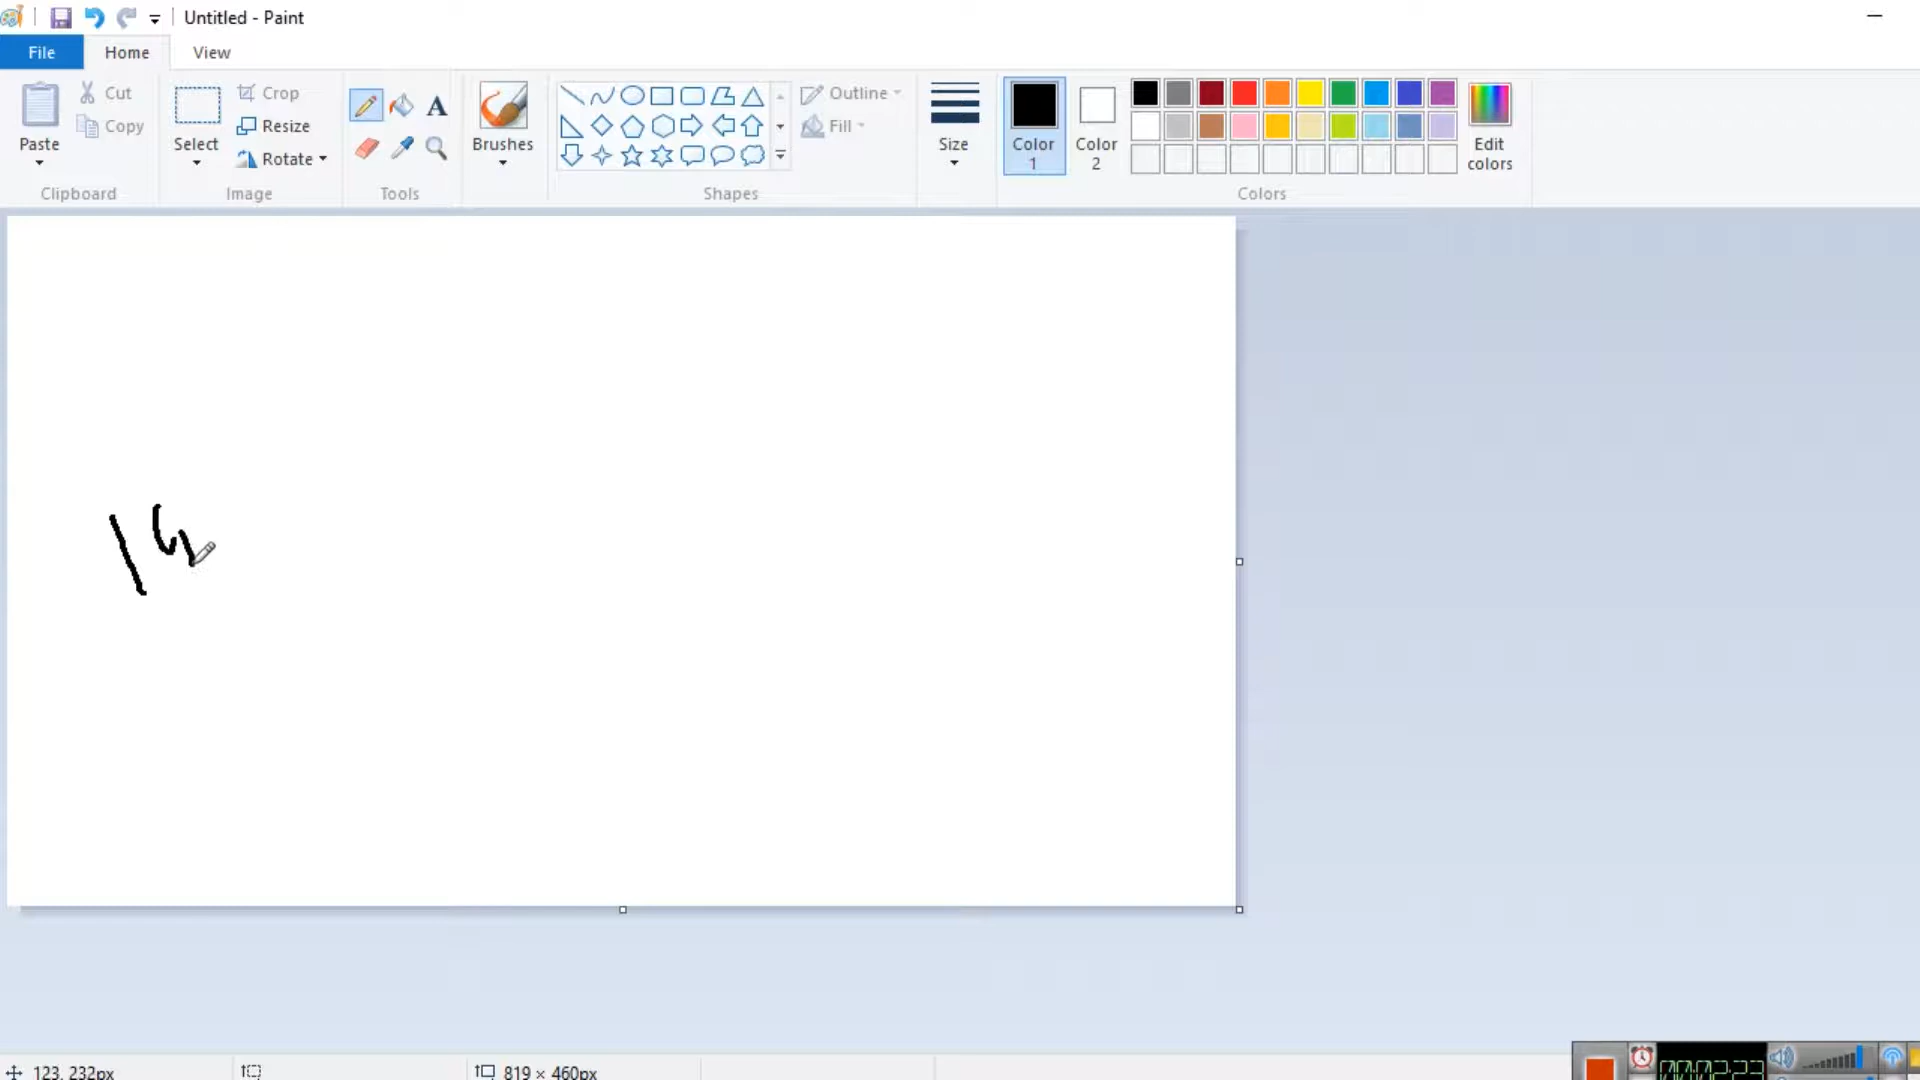 Untitled - Paint
File Home View
Paste Cut Copy Select Crop Resize Rotate Brushes Outline Fill Size Color 1 Color 2 Edit colors
Clipboard Image Tools Shapes Colors
123, 232px 819 × 460px